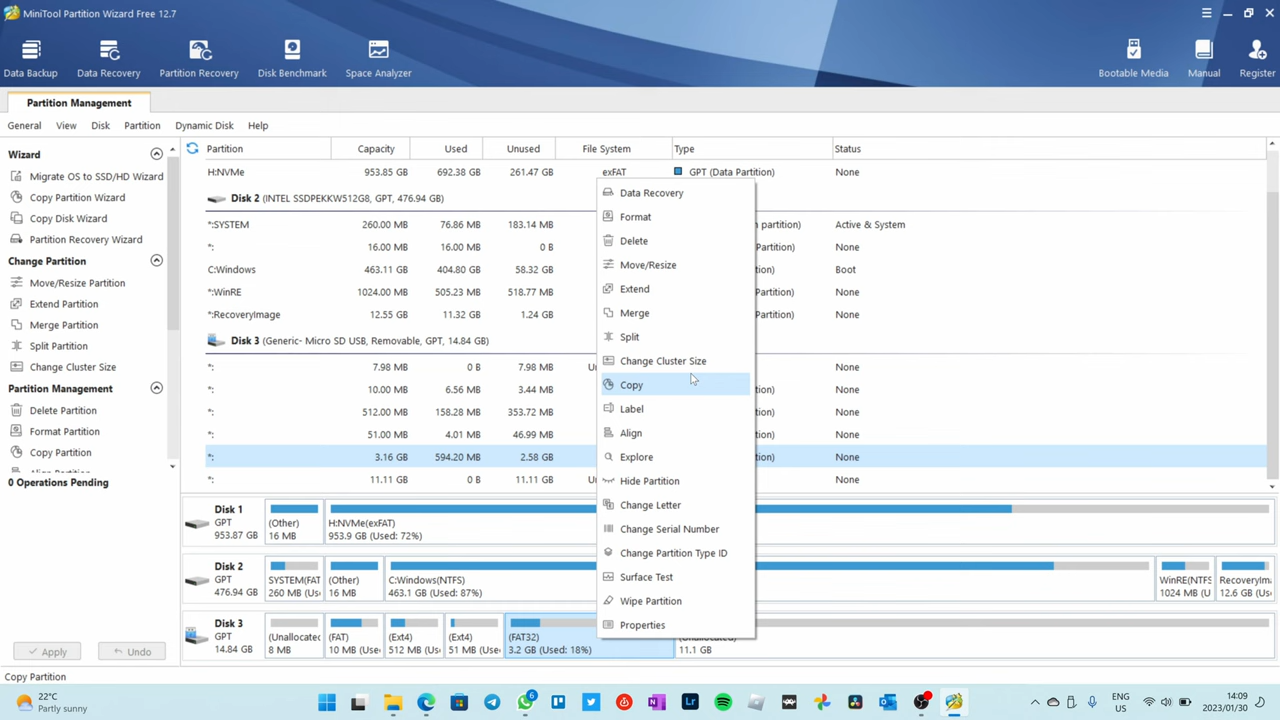 MiniTool Partition Wizard Free 12.7
Data Backup
Data Recovery
Partition Recovery
Disk Benchmark
Space Analyzer
Bootable Media
Manual
Register
Partition Management
General View Disk Partition Dynamic Disk Help
Wizard
Migrate OS to SSD/HD Wizard
Copy Partition Wizard
Copy Disk Wizard
Partition Recovery Wizard
Change Partition
Move/Resize Partition
Extend Partition
Merge Partition
Split Partition
Change Cluster Size
Partition Management
Delete Partition
Format Partition
Copy Partition
0 Operations Pending
Apply
Undo
Partition Capacity Used Unused File System Type Status
H:NVMe 953.85 GB 692.38 GB 261.47 GB exFAT GPT (Data Partition) None
Disk 2 (INTEL SSDPEKKW512G8, GPT, 476.94 GB)
*:SYSTEM 260.00 MB 76.86 MB 183.14 MB n partition) Active & System
*: 16.00 MB 16.00 MB 0 B Partition) None
C:Windows 463.11 GB 404.80 GB 58.32 GB tion) Boot
*:WinRE 1024.00 MB 505.23 MB 518.77 MB Partition) None
*:RecoveryImage 12.55 GB 11.32 GB 1.24 GB Partition) None
Disk 3 (Generic- Micro SD USB, Removable, GPT, 14.84 GB)
*: 7.98 MB 0 B 7.98 MB None
*: 10.00 MB 6.56 MB 3.44 MB tion) None
*: 512.00 MB 158.28 MB 353.72 MB tion) None
*: 51.00 MB 4.01 MB 46.99 MB tion) None
*: 3.16 GB 594.20 MB 2.58 GB tion) None
*: 11.11 GB 0 B 11.11 GB None
Data Recovery
Format
Delete
Move/Resize
Extend
Merge
Split
Change Cluster Size
Copy
Label
Align
Explore
Hide Partition
Change Letter
Change Serial Number
Change Partition Type ID
Surface Test
Wipe Partition
Properties
Disk 1
GPT
953.87 GB
(Other)
16 MB
H:NVMe(exFAT)
953.9 GB (Used: 72%)
Disk 2
GPT
476.94 GB
SYSTEM(FAT
260 MB (Us
(Other)
16 MB
C:Windows(NTFS)
463.1 GB (Used: 87%)
WinRE(NTFS
1024 MB (U
RecoveryIm
12.6 GB (Us
Disk 3
GPT
14.84 GB
(Unallocated
8 MB
(FAT)
10 MB (Use
(Ext4)
512 MB (Us
(Ext4)
51 MB (Use
(FAT32)
3.2 GB (Used: 18%)
(Unallocated)
11.1 GB
Copy Partition
22°C
Partly sunny
6
Lr
ENG
US
14:09
2023/01/30